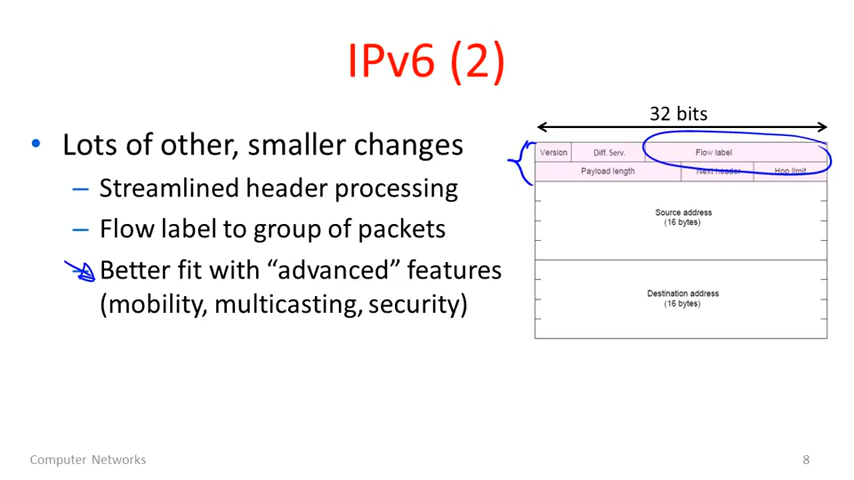 IPv6 (2)
• Lots of other, smaller changes
– Streamlined header processing
– Flow label to group of packets
– Better fit with “advanced” features
(mobility, multicasting, security)
32 bits
Version Diff. Serv. Flow label
Payload length Next header Hop limit
Source address
(16 bytes)
Destination address
(16 bytes)
Computer Networks 8